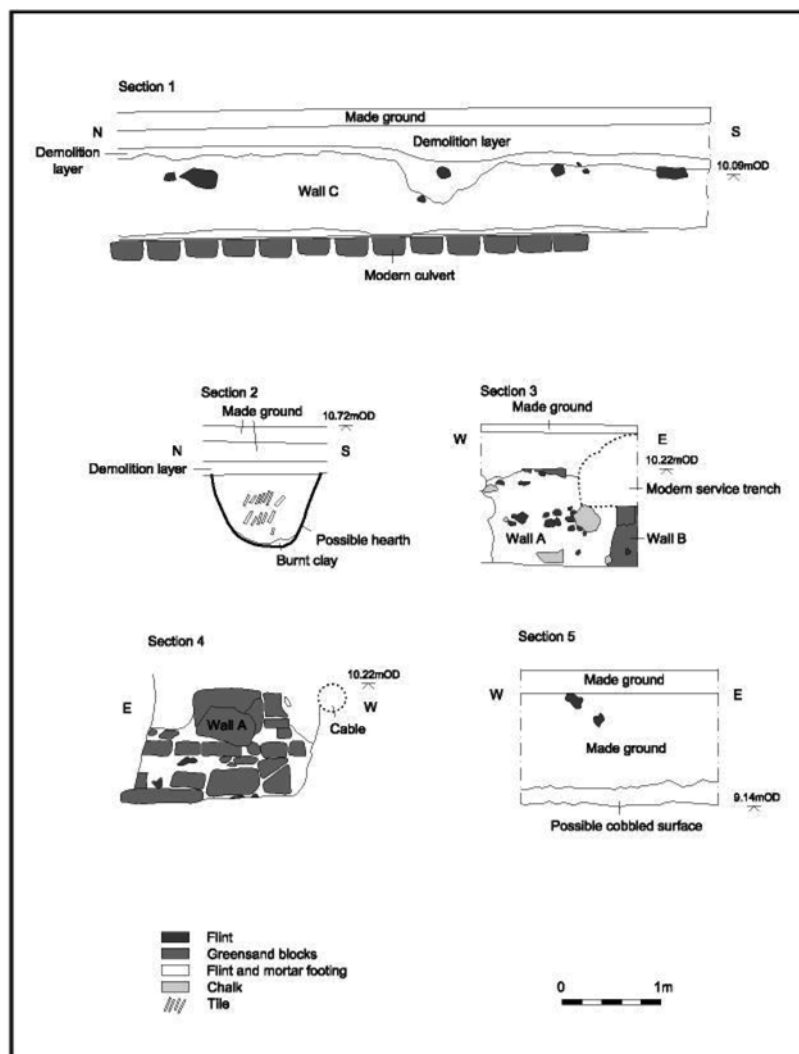 Section 1
Made ground
N
S
Demolition layer
Demolition
layer
10.09mOD
Wall C
Modern culvert
Section 2
Made ground
10.72mOD
N
S
Demolition layer
Possible hearth
Burnt clay
Section 3
Made ground
W
E
10.22mOD
Modern service trench
Wall A
Wall B
Section 4
10.22mOD
E
W
Wall A
Cable
Section 5
W
Made ground
E
Made ground
9.14mOD
Possible cobbled surface
Flint
Greensand blocks
Flint and mortar footing
Chalk
Tile
0
1m